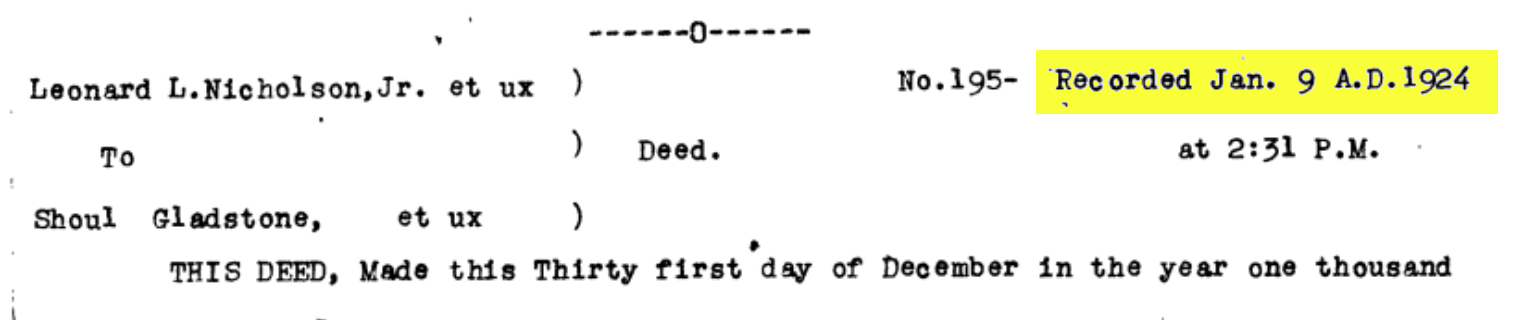 ------O------
Leonard L.Nicholson,Jr. et ux ) No.195- Recorded Jan. 9 A.D.1924
To ) Deed. at 2:31 P.M.
Shoul Gladstone, et ux )
THIS DEED, Made this Thirty first day of December in the year one thousand